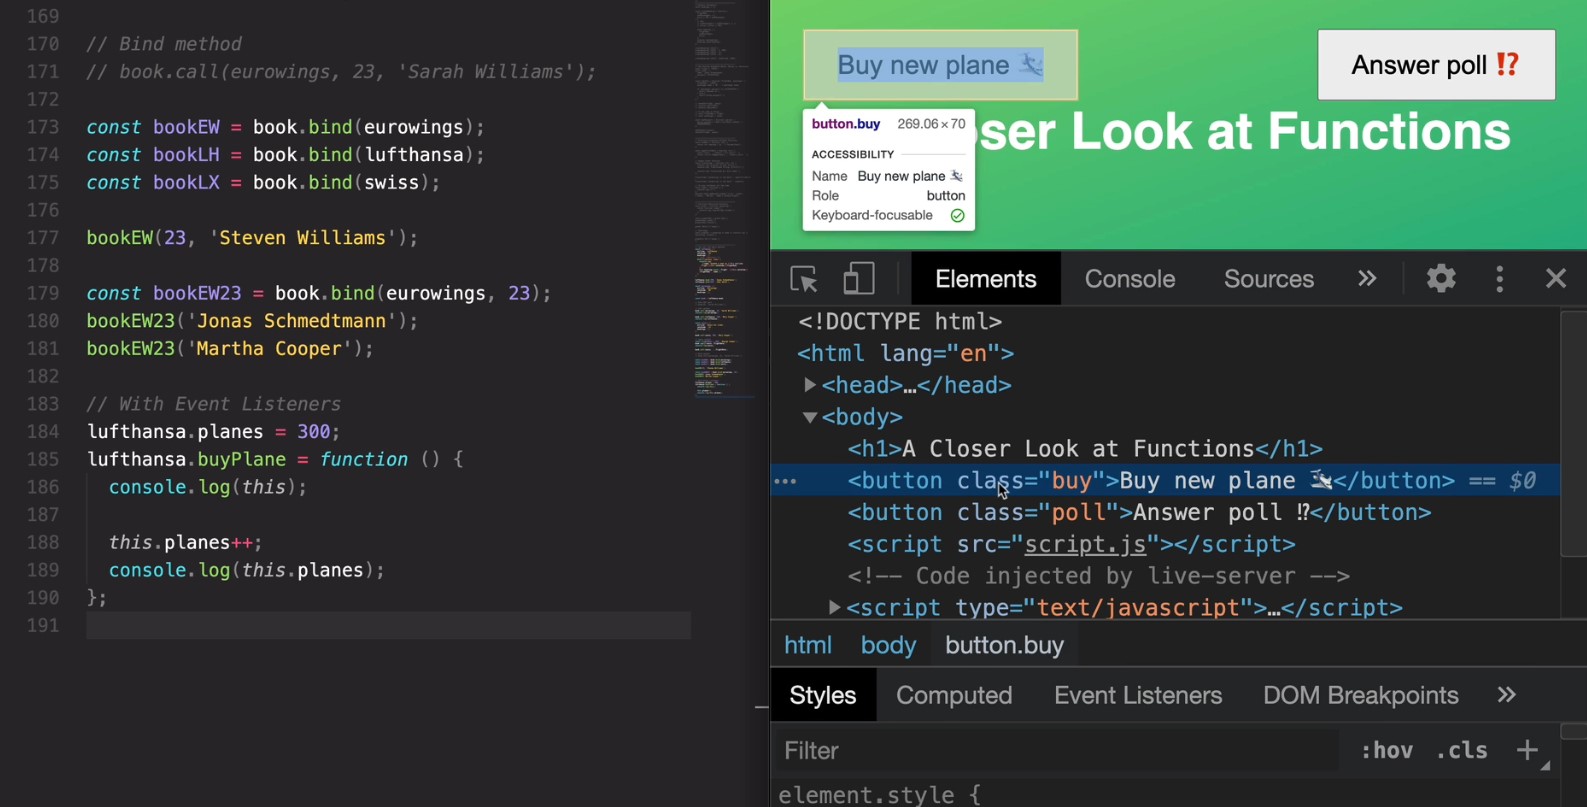 169
170 // Bind method
171 // book.call(eurowings, 23, 'Sarah Williams');
172
173 const bookEW = book.bind(eurowings);
174 const bookLH = book.bind(lufthansa);
175 const bookLX = book.bind(swiss);
176
177 bookEW(23, 'Steven Williams');
178
179 const bookEW23 = book.bind(eurowings, 23);
180 bookEW23('Jonas Schmedtmann');
181 bookEW23('Martha Cooper');
182
183 // With Event Listeners
184 lufthansa.planes = 300;
185 lufthansa.buyPlane = function () {
186 console.log(this);
187
188 this.planes++;
189 console.log(this.planes);
190 };
191
Buy new plane 🛩
Answer poll ⁉️
oser Look at Functions
button.buy 269.06 × 70
ACCESSIBILITY
Name Buy new plane 🛩
Role button
Keyboard-focusable
Elements Console Sources »
<!DOCTYPE html>
<html lang="en">
<head>…</head>
<body>
<h1>A Closer Look at Functions</h1>
<button class="buy">Buy new plane 🛩</button> == $0
<button class="poll">Answer poll ⁉</button>
<script src="script.js"></script>
<!-- Code injected by live-server -->
<script type="text/javascript">…</script>
html body button.buy
Styles Computed Event Listeners DOM Breakpoints »
Filter :hov .cls +
element.style {